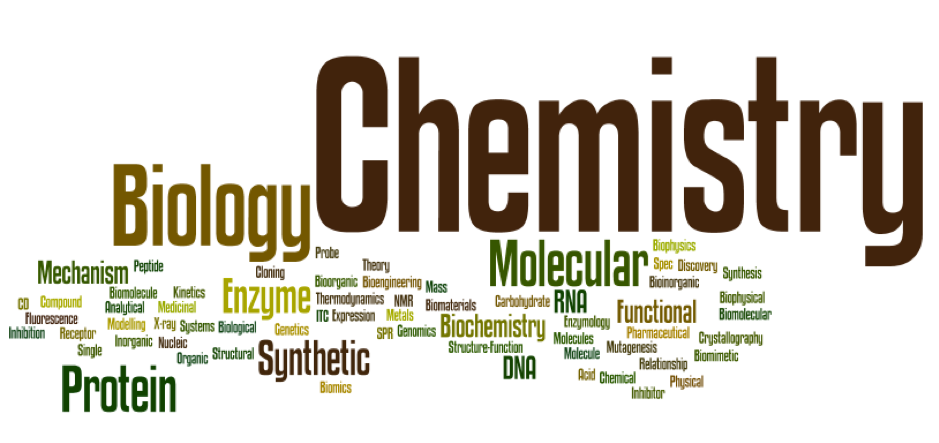 Chemistry
Biology
Molecular
Biophysics
Probe
Mechanism
Peptide
Cloning
Theory
Spec
Discovery
Synthesis
Bioorganic
Bioengineering
Mass
Bioinorganic
Biomolecule
Kinetics
Enzyme
Thermodynamics
NMR
Biomaterials
Carbohydrate
RNA
Functional
Biophysical
CD
Compound
Analytical
Medicinal
ITC
Expression
Metals
Biomolecular
Fluorescence
Modelling
X-ray
Systems
Biological
Genetics
SPR
Genomics
Biochemistry
Enzymology
Pharmaceutical
Inhibition
Receptor
Inorganic
Nucleic
Molecules
Crystallography
Single
Organic
Structural
Synthetic
Structure-Function
Molecule
Mutagenesis
Biomimetic
Relationship
DNA
Protein
Biomics
Acid
Chemical
Physical
Inhibitor